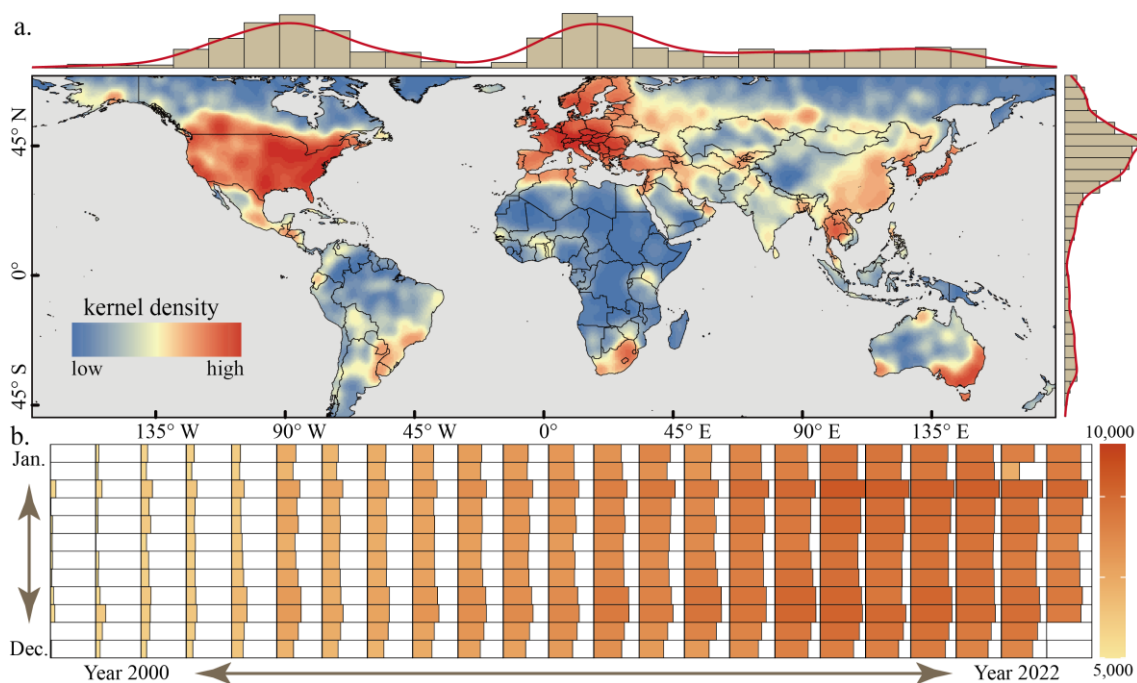 a.
45° N
0°
45° S
kernel density
low high
135° W 90° W 45° W 0° 45° E 90° E 135° E
b.
10,000
Jan.
Dec.
5,000
Year 2000 Year 2022